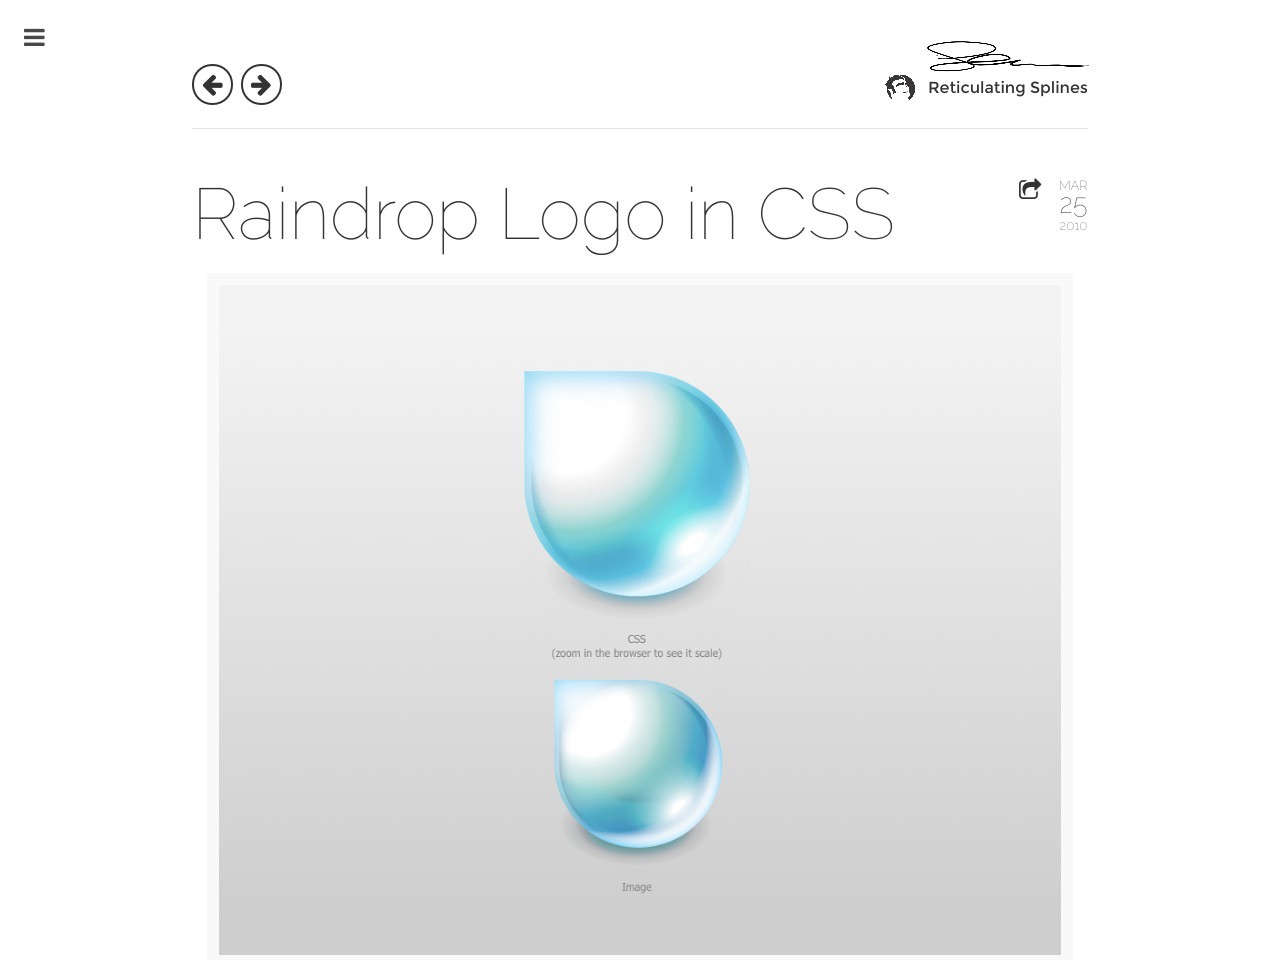 Reticulating Splines
Raindrop Logo in CSS
MAR
25
2010
CSS
(zoom in the browser to see it scale)
Image